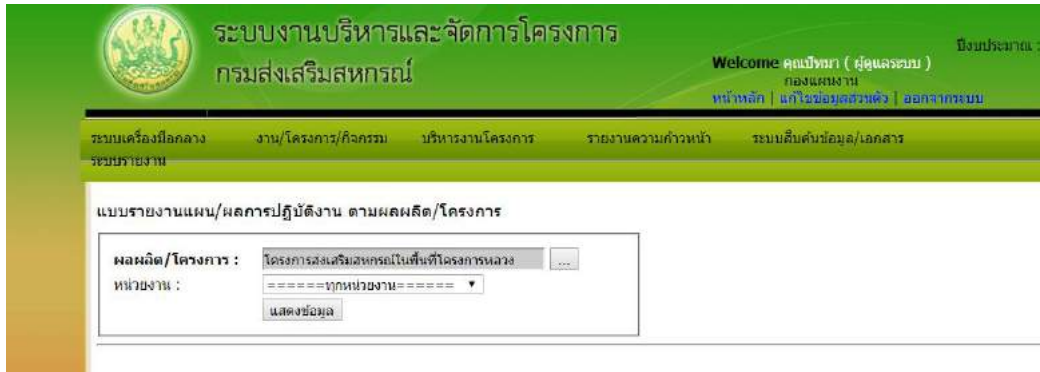 ระบบงานบริหารและจัดการโครงการ
กรมส่งเสริมสหกรณ์
ปีงบประมาณ :
Welcome คุณปัทมา ( ผู้ดูแลระบบ )
กองแผนงาน
หน้าหลัก | แก้ไขข้อมูลส่วนตัว | ออกจากระบบ
ระบบเครื่องมือกลาง งาน/โครงการ/กิจกรรม บริหารงานโครงการ รายงานความก้าวหน้า ระบบสืบค้นข้อมูล/เอกสาร
ระบบรายงาน
แบบรายงานแผน/ผลการปฏิบัติงาน ตามผลผลิต/โครงการ
ผลผลิต/โครงการ : โครงการส่งเสริมสหกรณ์ในพื้นที่โครงการหลวง ...
หน่วยงาน : ======ทุกหน่วยงาน======
แสดงข้อมูล